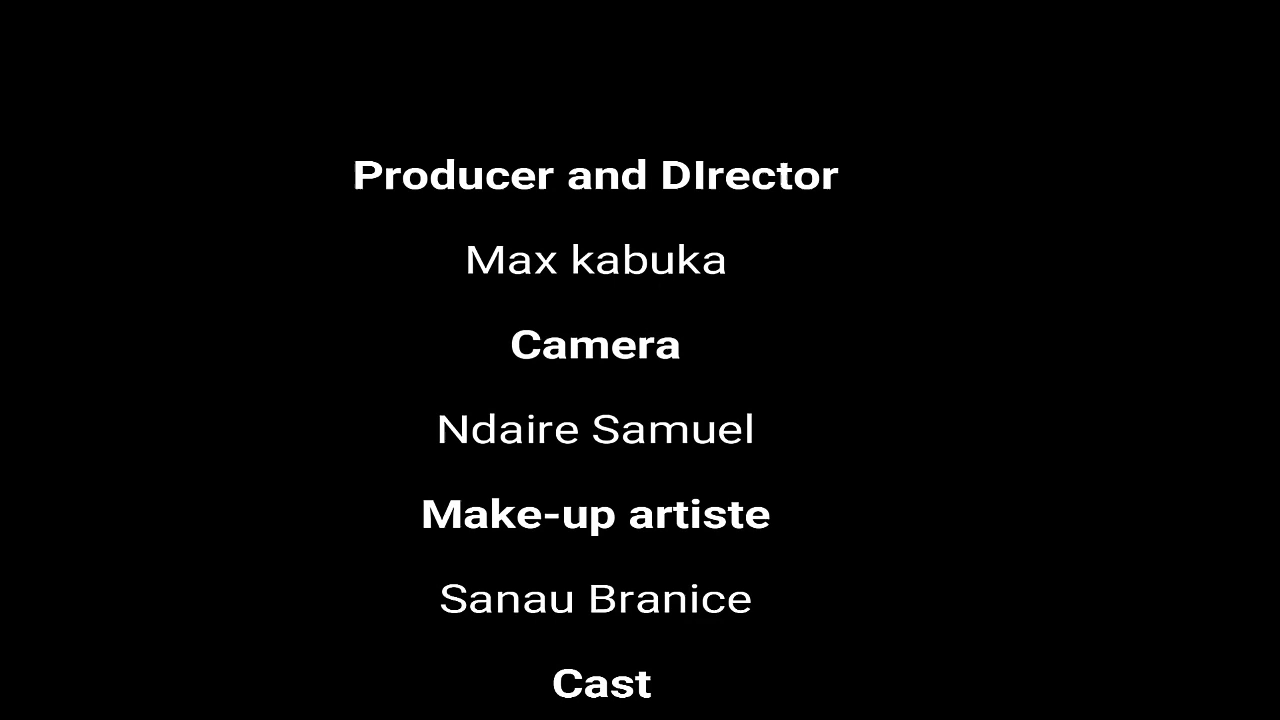 Producer and DIrector
Max kabuka
Camera
Ndaire Samuel
Make-up artiste
Sanau Branice
Cast